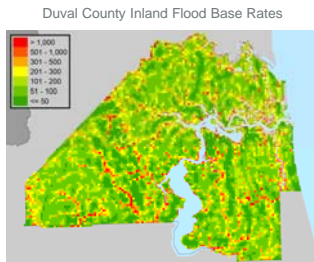 Duval County Inland Flood Base Rates
> 1,000
501 - 1,000
301 - 500
201 - 300
101 - 200
51 - 100
<= 50